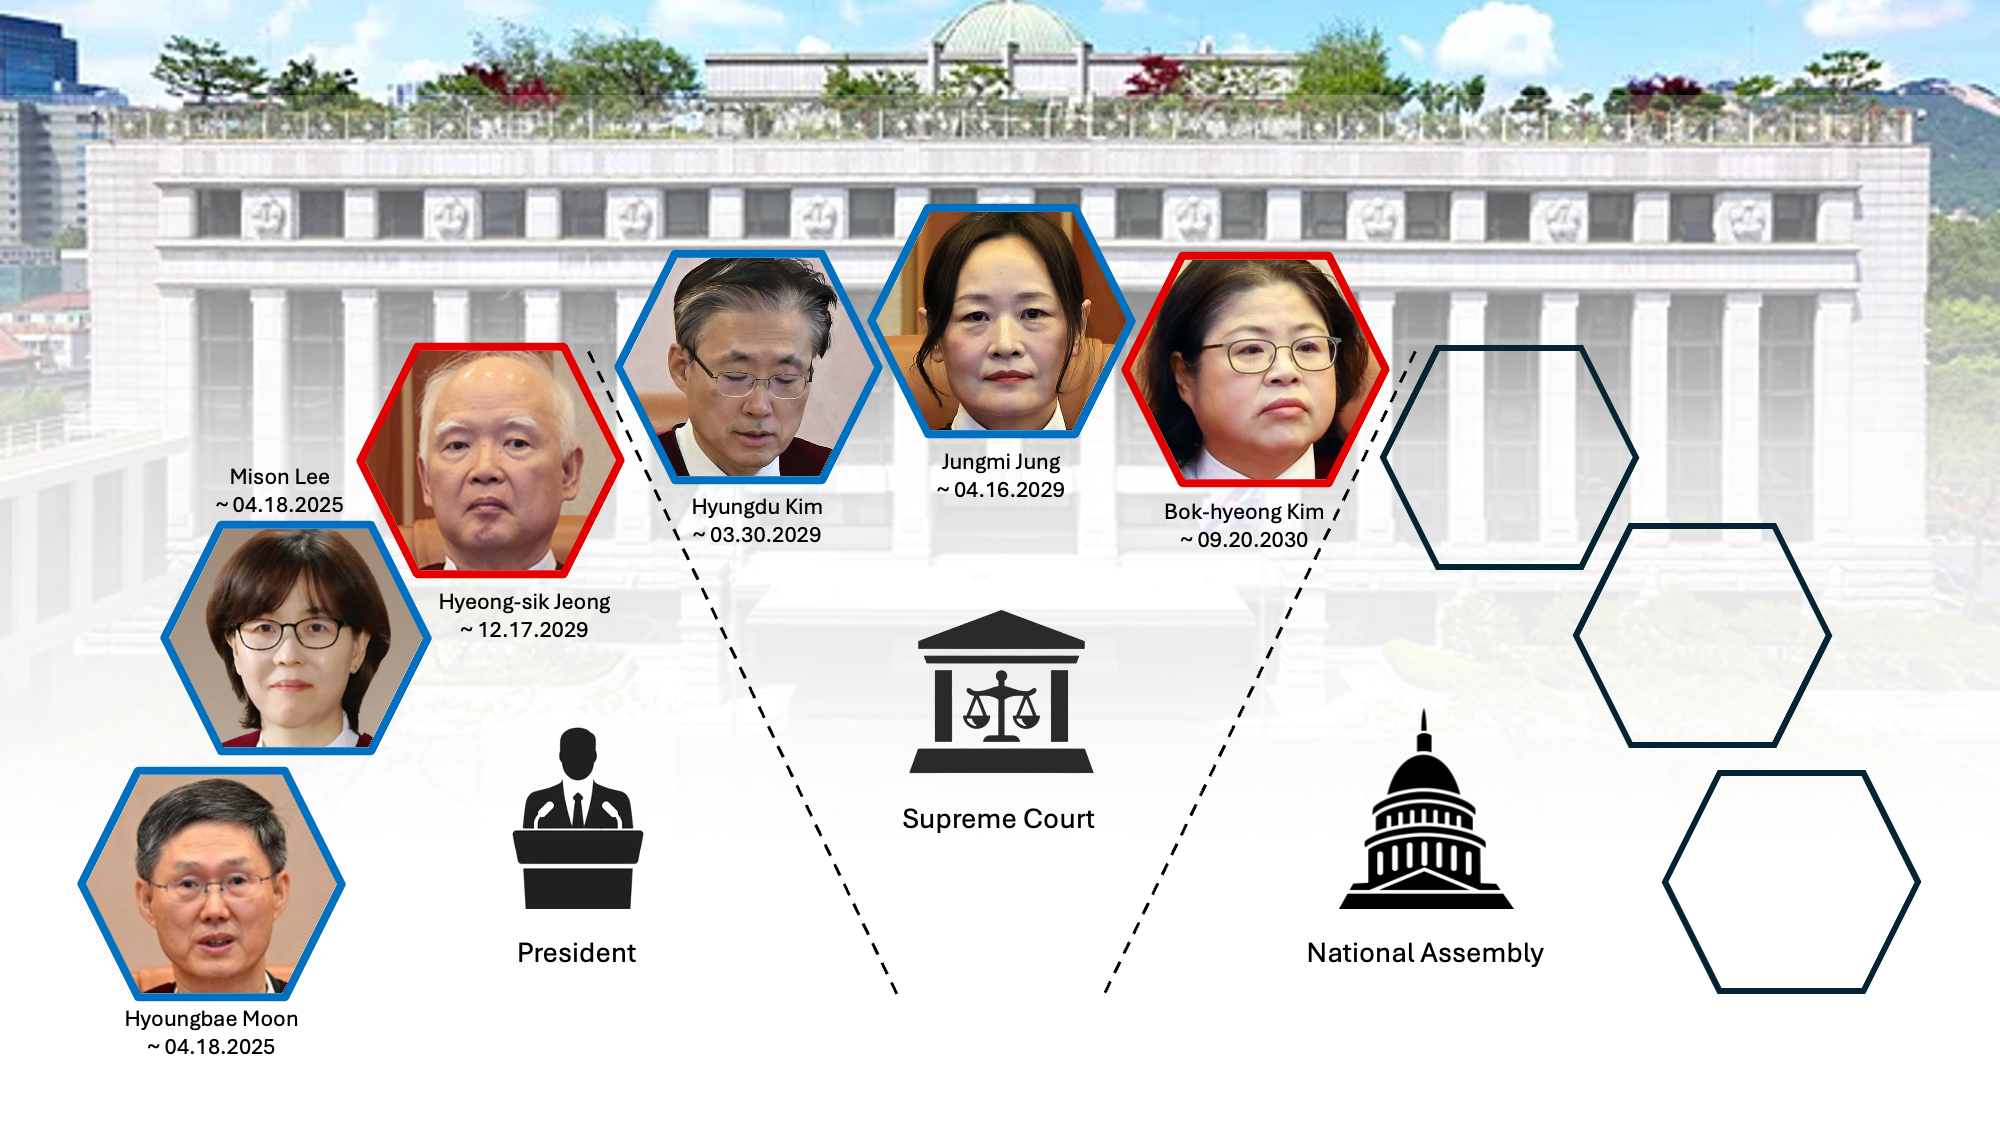 Mison Lee
~ 04.18.2025
Hyeong-sik Jeong
~ 12.17.2029
Hyungdu Kim
~ 03.30.2029
Jungmi Jung
~ 04.16.2029
Bok-hyeong Kim
~ 09.20.2030
Supreme Court
President
National Assembly
Hyoungbae Moon
~ 04.18.2025